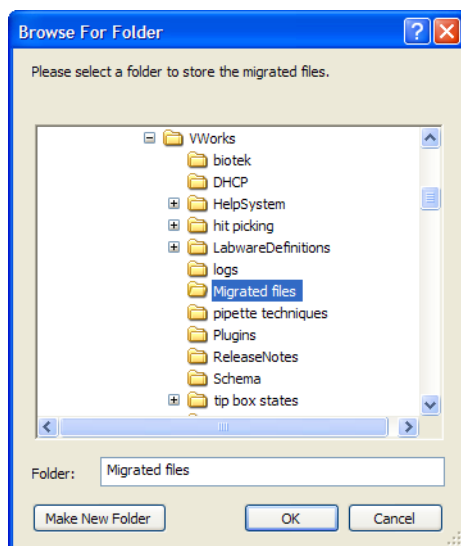 Browse For Folder
Please select a folder to store the migrated files.
VWorks
biotek
DHCP
HelpSystem
hit picking
LabwareDefinitions
logs
Migrated files
pipette techniques
Plugins
ReleaseNotes
Schema
tip box states
Folder: Migrated files
Make New Folder OK Cancel